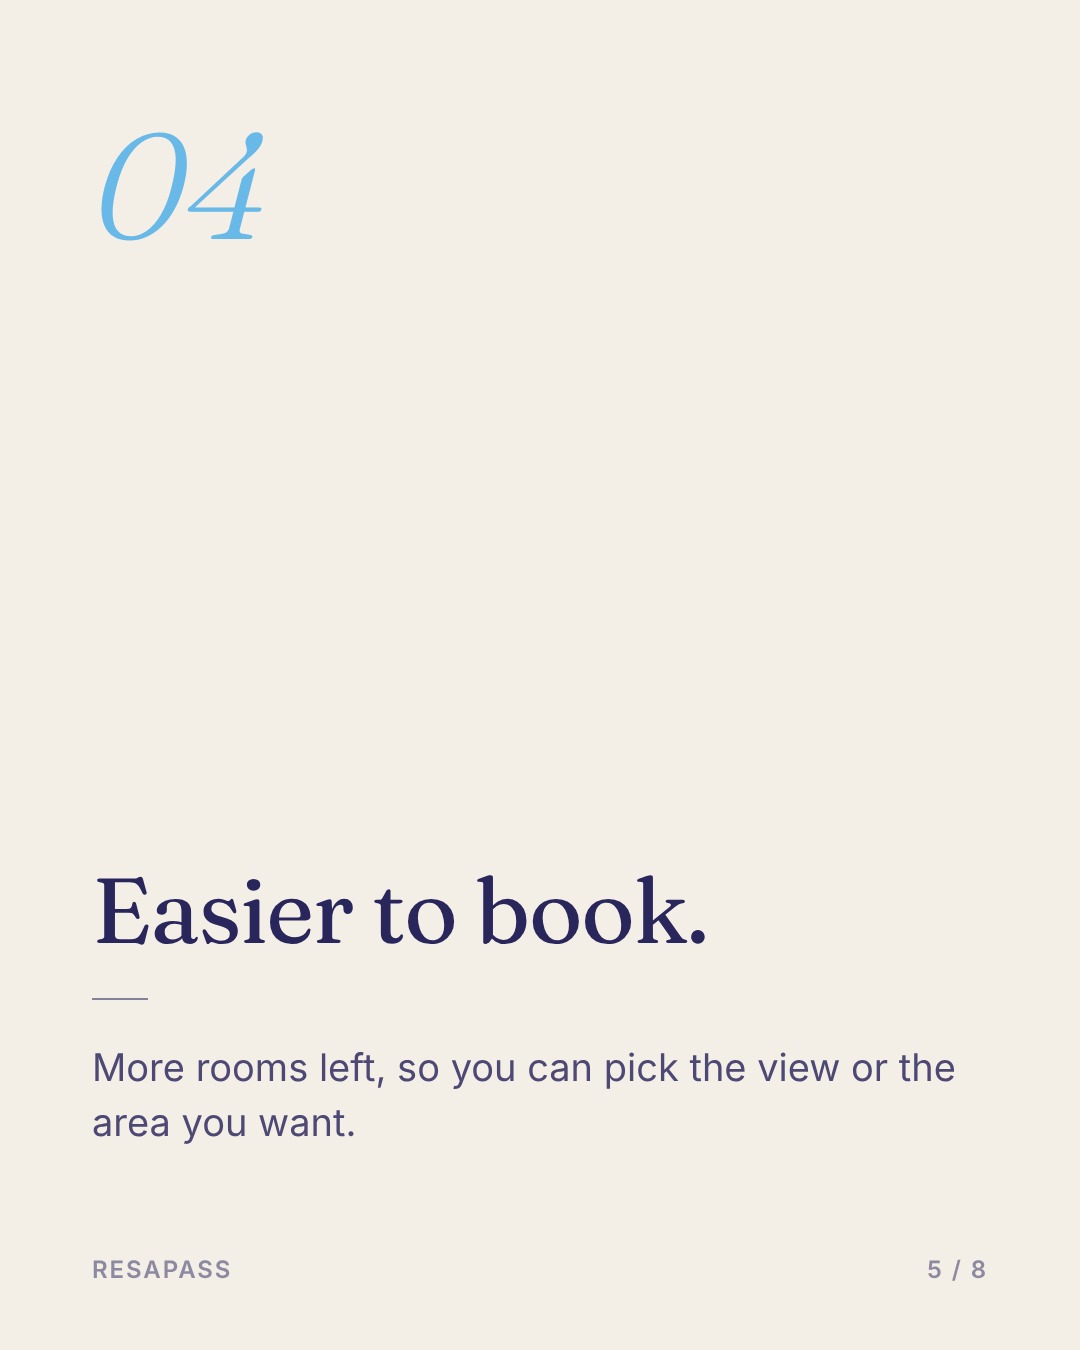 04
Easier to book.
More rooms left, so you can pick the view or the
area you want.
RESAPASS
5 / 8